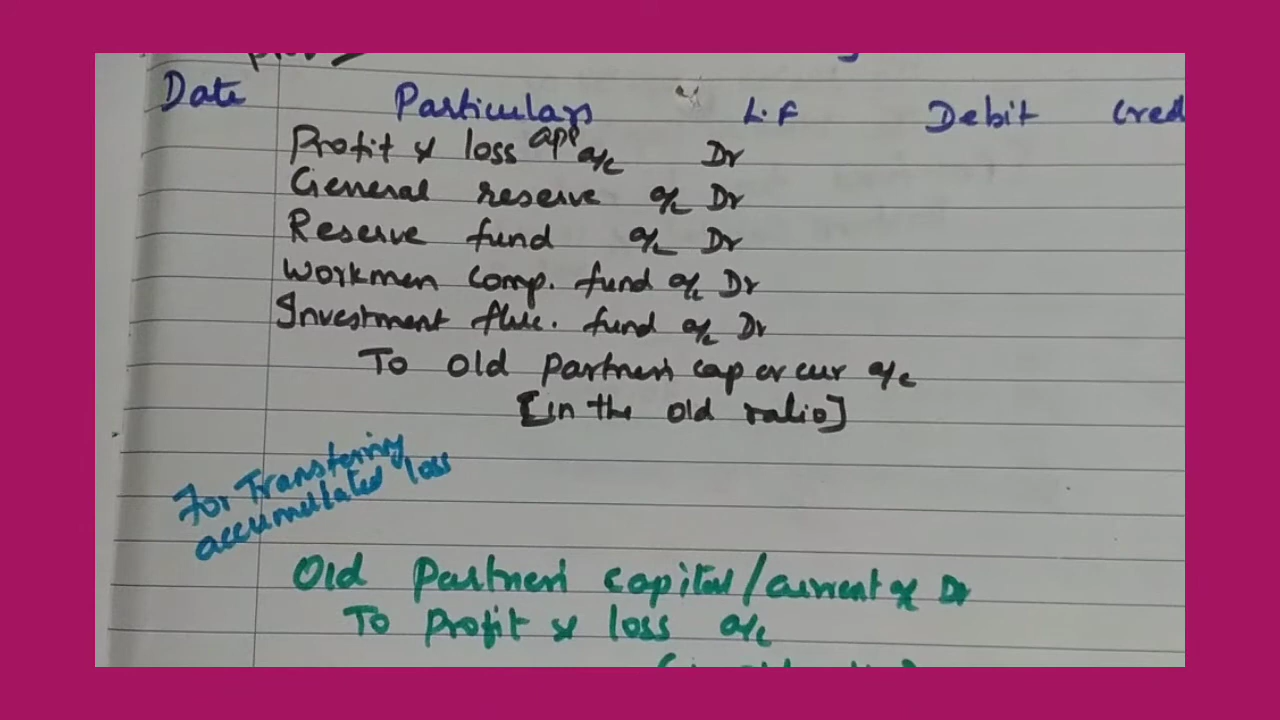 Date Particulars L.F Debit Cred
Profit & loss app a/c Dr
General reserve a/c Dr
Reserve fund a/c Dr
Workmen comp. fund a/c Dr
Investment fluc. fund a/c Dr
To Old partners cap or cur a/c
[in the old ratio]
For Transferring
accumellated loss
Old Partners capital/current a/c Dr
To Profit & loss a/c